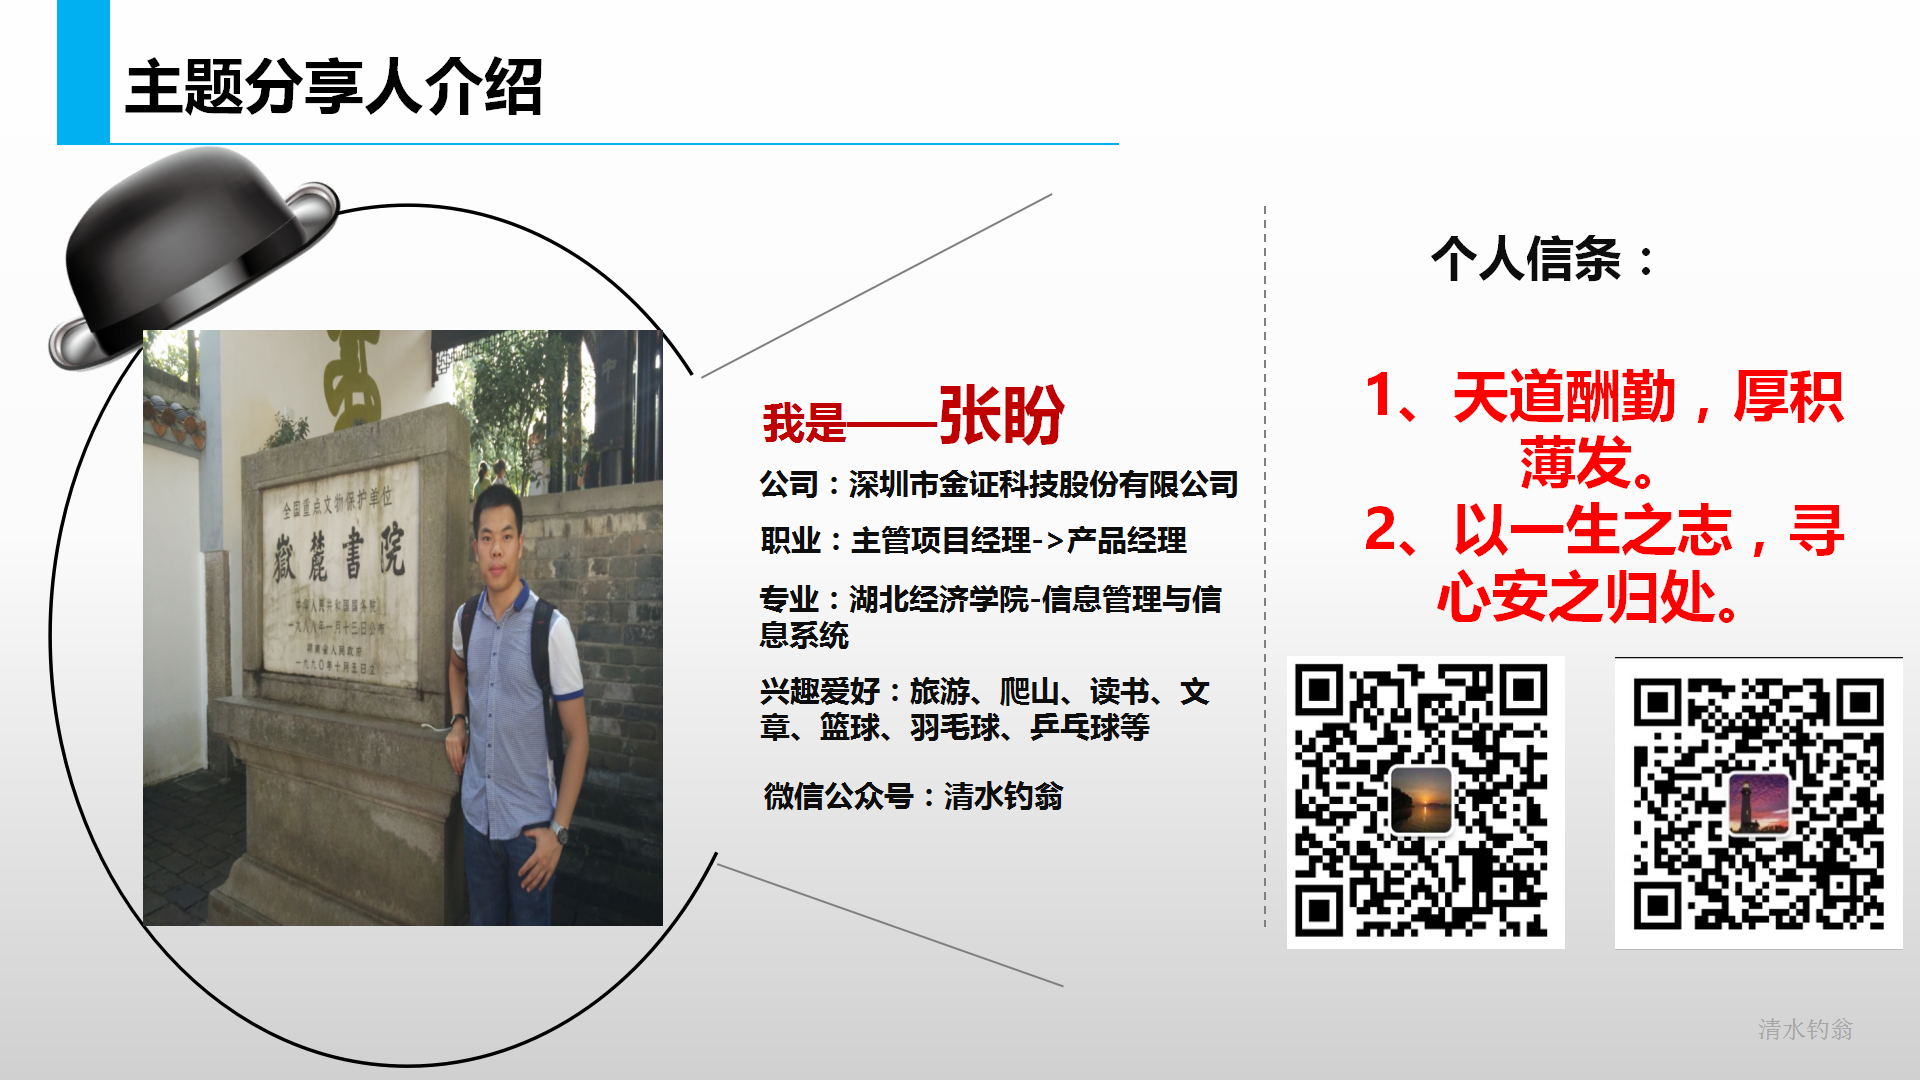 主题分享人介绍
全国重点文物保护单位
嶽麓書院
中华人民共和国国务院
一九八八年一月十三日公布
湖南省人民政府
一九九〇年十月五日立
我是——张盼
公司：深圳市金证科技股份有限公司
职业：主管项目经理->产品经理
专业：湖北经济学院-信息管理与信
息系统
兴趣爱好：旅游、爬山、读书、文
章、篮球、羽毛球、乒乓球等
微信公众号：清水钓翁
个人信条：
1、天道酬勤，厚积
薄发。
2、以一生之志，寻
心安之归处。
清水钓翁